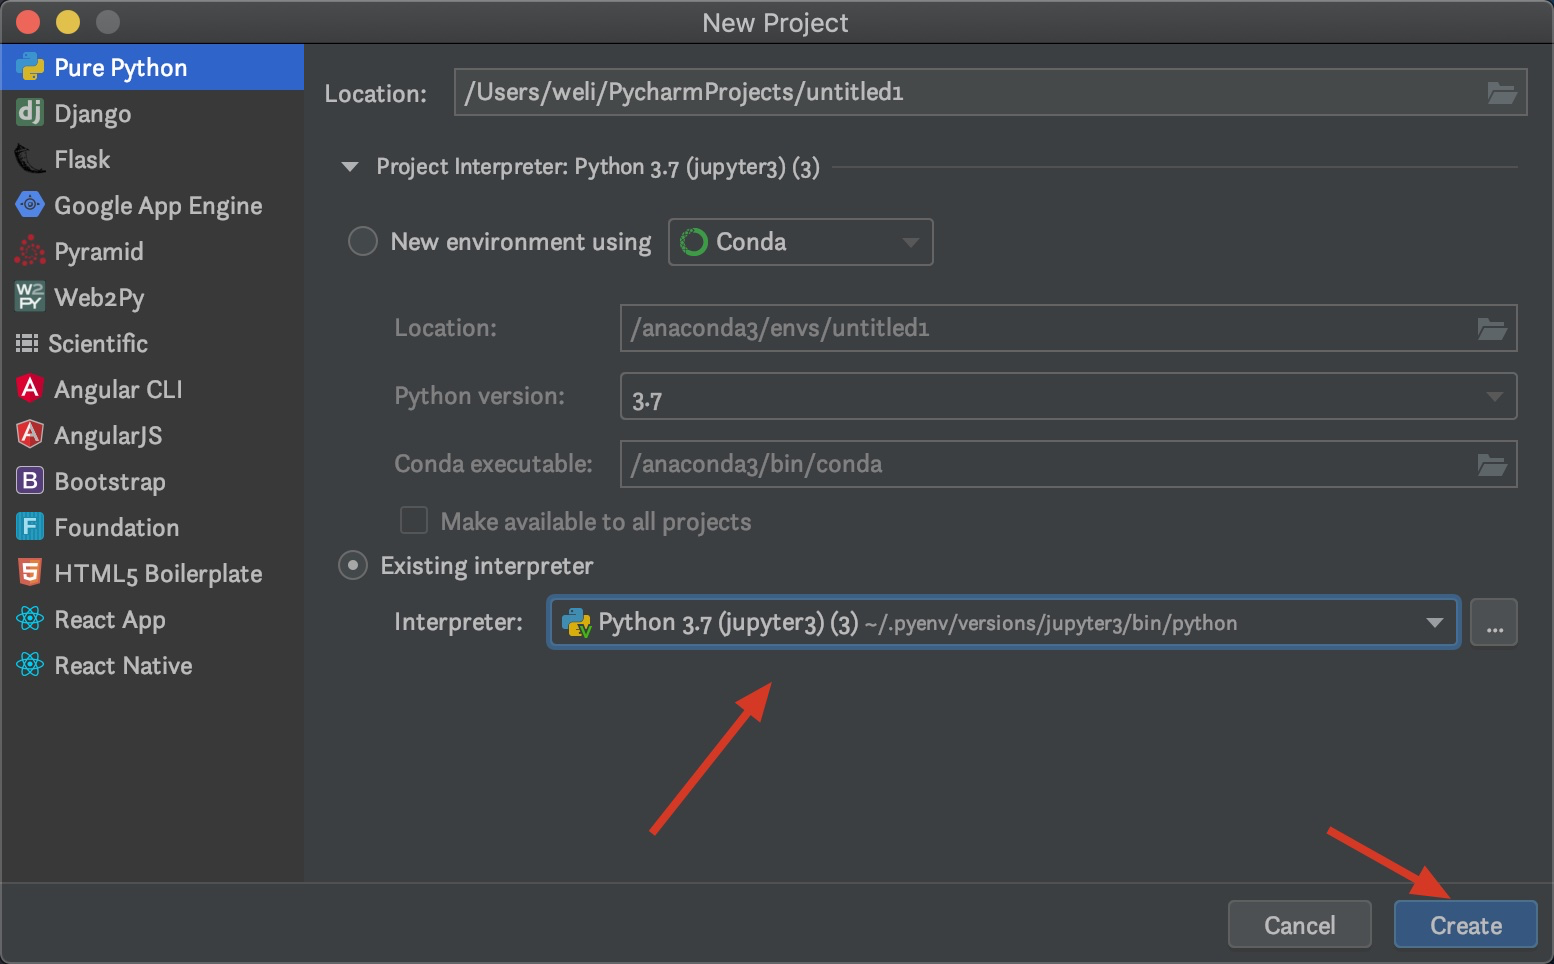 New Project
Pure Python
dj Django
Flask
Google App Engine
Pyramid
W2PY Web2Py
Scientific
A Angular CLI
A AngularJS
B Bootstrap
F Foundation
5 HTML5 Boilerplate
React App
React Native
Location: /Users/weli/PycharmProjects/untitled1
Project Interpreter: Python 3.7 (jupyter3) (3)
New environment using Conda
Location: /anaconda3/envs/untitled1
Python version: 3.7
Conda executable: /anaconda3/bin/conda
Make available to all projects
Existing interpreter
Interpreter: V Python 3.7 (jupyter3) (3) ~/.pyenv/versions/jupyter3/bin/python ...
Cancel Create